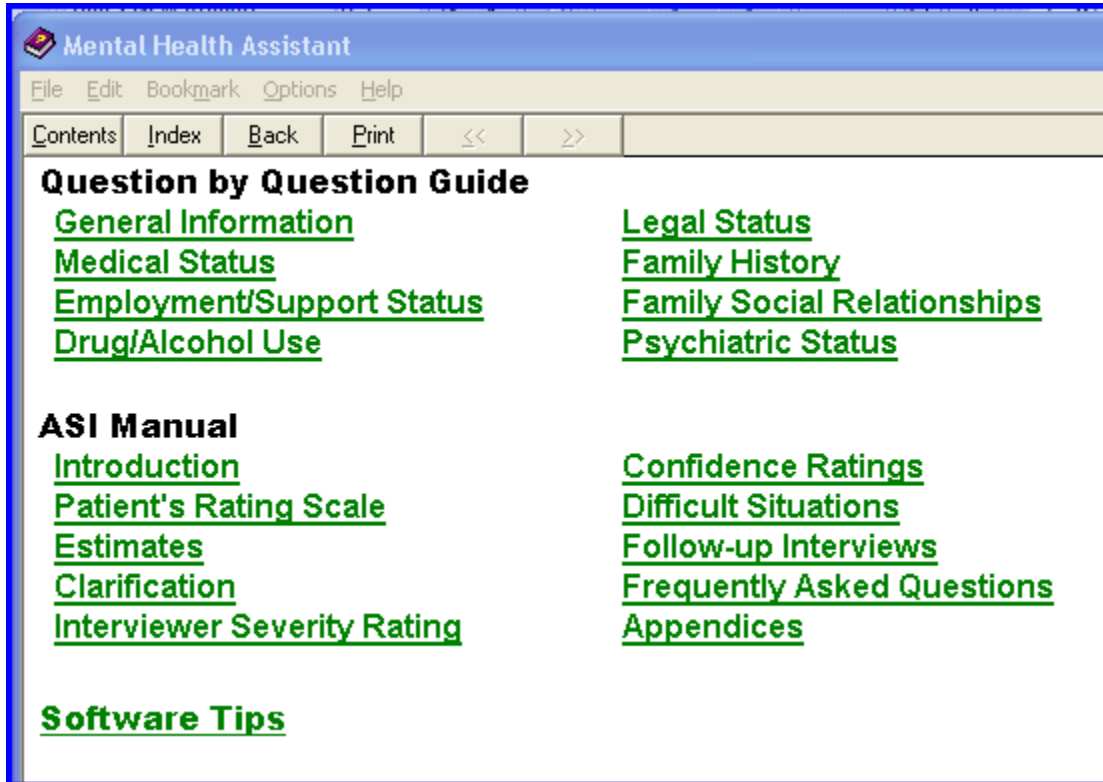 Mental Health Assistant
File Edit Bookmark Options Help
Contents Index Back Print << >>
Question by Question Guide
General Information Legal Status
Medical Status Family History
Employment/Support Status Family Social Relationships
Drug/Alcohol Use Psychiatric Status
ASI Manual
Introduction Confidence Ratings
Patient's Rating Scale Difficult Situations
Estimates Follow-up Interviews
Clarification Frequently Asked Questions
Interviewer Severity Rating Appendices
Software Tips